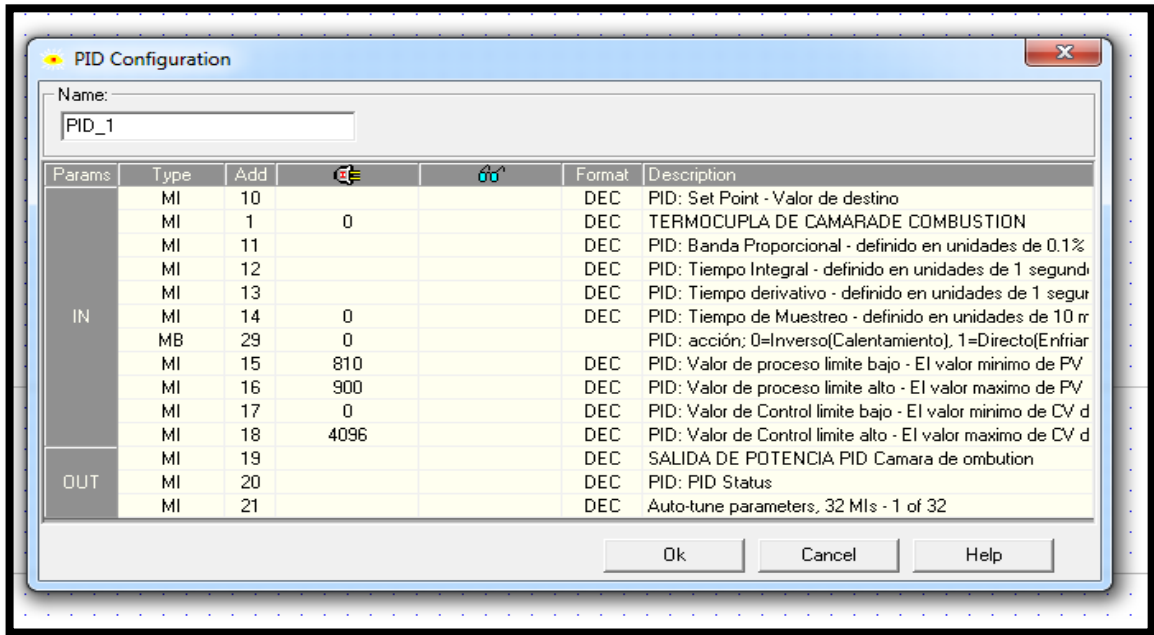 PID Configuration
Name:
PID_1
Params Type Add Format Description
IN
MI 10 DEC PID: Set Point - Valor de destino
MI 1 0 DEC TERMOCUPLA DE CAMARADE COMBUSTION
MI 11 DEC PID: Banda Proporcional - definido en unidades de 0.1%
MI 12 DEC PID: Tiempo Integral - definido en unidades de 1 segund
MI 13 DEC PID: Tiempo derivativo - definido en unidades de 1 segur
MI 14 0 DEC PID: Tiempo de Muestreo - definido en unidades de 10 m
MB 29 0 PID: acción; 0=Inverso(Calentamiento), 1=Directo(Enfriar
MI 15 810 DEC PID: Valor de proceso limite bajo - El valor minimo de PV
MI 16 900 DEC PID: Valor de proceso limite alto - El valor maximo de PV
MI 17 0 DEC PID: Valor de Control limite bajo - El valor minimo de CV d
MI 18 4096 DEC PID: Valor de Control limite alto - El valor maximo de CV d
OUT
MI 19 DEC SALIDA DE POTENCIA PID Camara de ombution
MI 20 DEC PID: PID Status
MI 21 DEC Auto-tune parameters, 32 MIs - 1 of 32
Ok Cancel Help